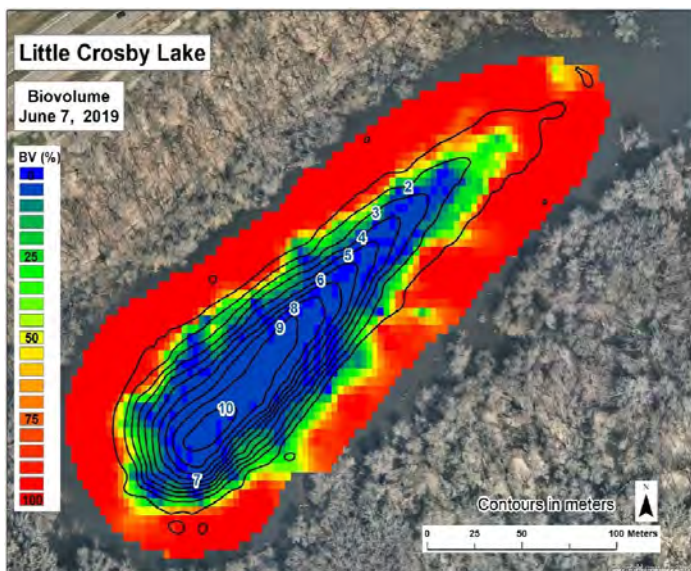 Little Crosby Lake
Biovolume
June 7, 2019
BV (%)
0
25
50
75
100
2
3
4
5
6
8
9
10
7
Contours in meters
N
0 25 50 100 Meters